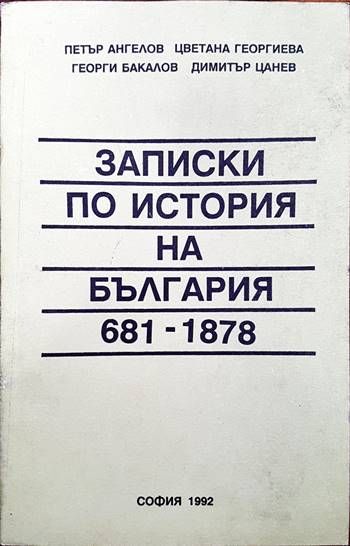 ПЕТЪР АНГЕЛОВ ЦВЕТАНА ГЕОРГИЕВА
ГЕОРГИ БАКАЛОВ ДИМИТЪР ЦАНЕВ
ЗАПИСКИ
ПО ИСТОРИЯ
НА
БЪЛГАРИЯ
681-1878
СОФИЯ 1992